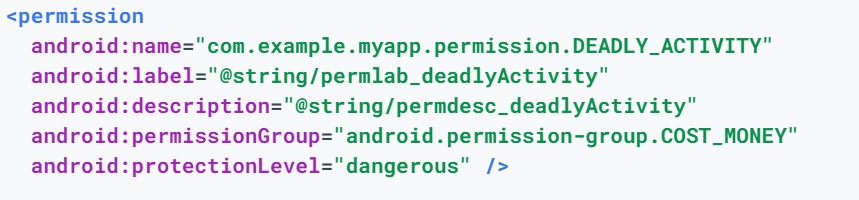 <permission
android:name="com.example.myapp.permission.DEADLY_ACTIVITY"
android:label="@string/permlab_deadlyActivity"
android:description="@string/permdesc_deadlyActivity"
android:permissionGroup="android.permission-group.COST_MONEY"
android:protectionLevel="dangerous" />